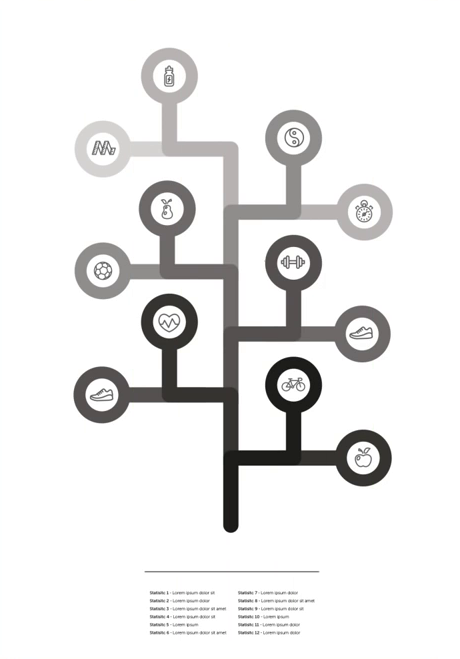 Statistic 1 - Lorem ipsum dolor sit
Statistic 2 - Lorem ipsum dolor
Statistic 3 - Lorem ipsum dolor sit amet
Statistic 4 - Lorem ipsum dolor sit
Statistic 5 - Lorem ipsum
Statistic 6 - Lorem ipsum dolor sit amet
Statistic 7 - Lorem ipsum dolor
Statistic 8 - Lorem ipsum dolor sit amet
Statistic 9 - Lorem ipsum dolor sit
Statistic 10 - Lorem ipsum
Statistic 11 - Lorem ipsum dolor
Statistic 12 - Lorem ipsum dolor